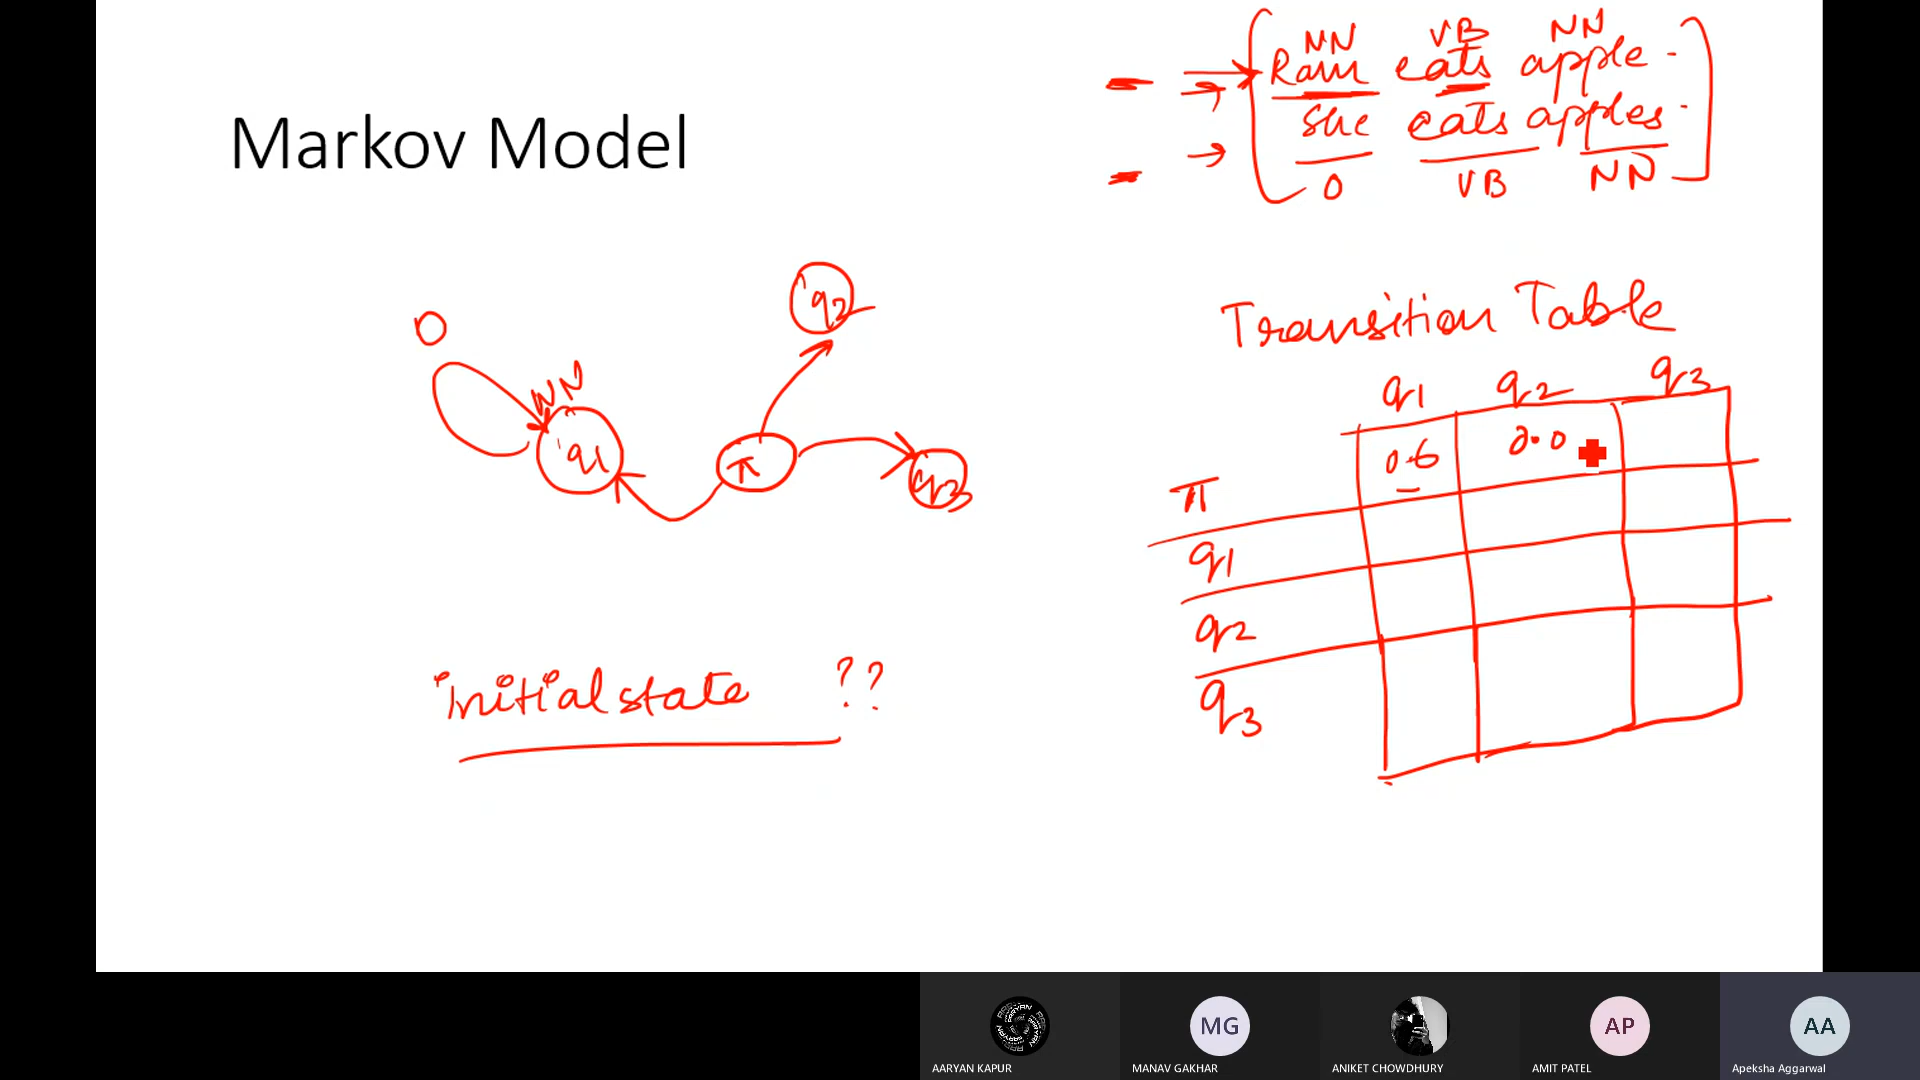 NN VB NN
Ram eats apple.
Markov Model
She eats apples.
O VB NN
q2
Transition Table
O
NN
q1 q2 q3
q1
π
q3
0.6 0.0
π
q1
q2
initial state ??
q3
AARYAN KAPUR
MG
MANAV GAKHAR
ANIKET CHOWDHURY
AP
AMIT PATEL
AA
Apeksha Aggarwal